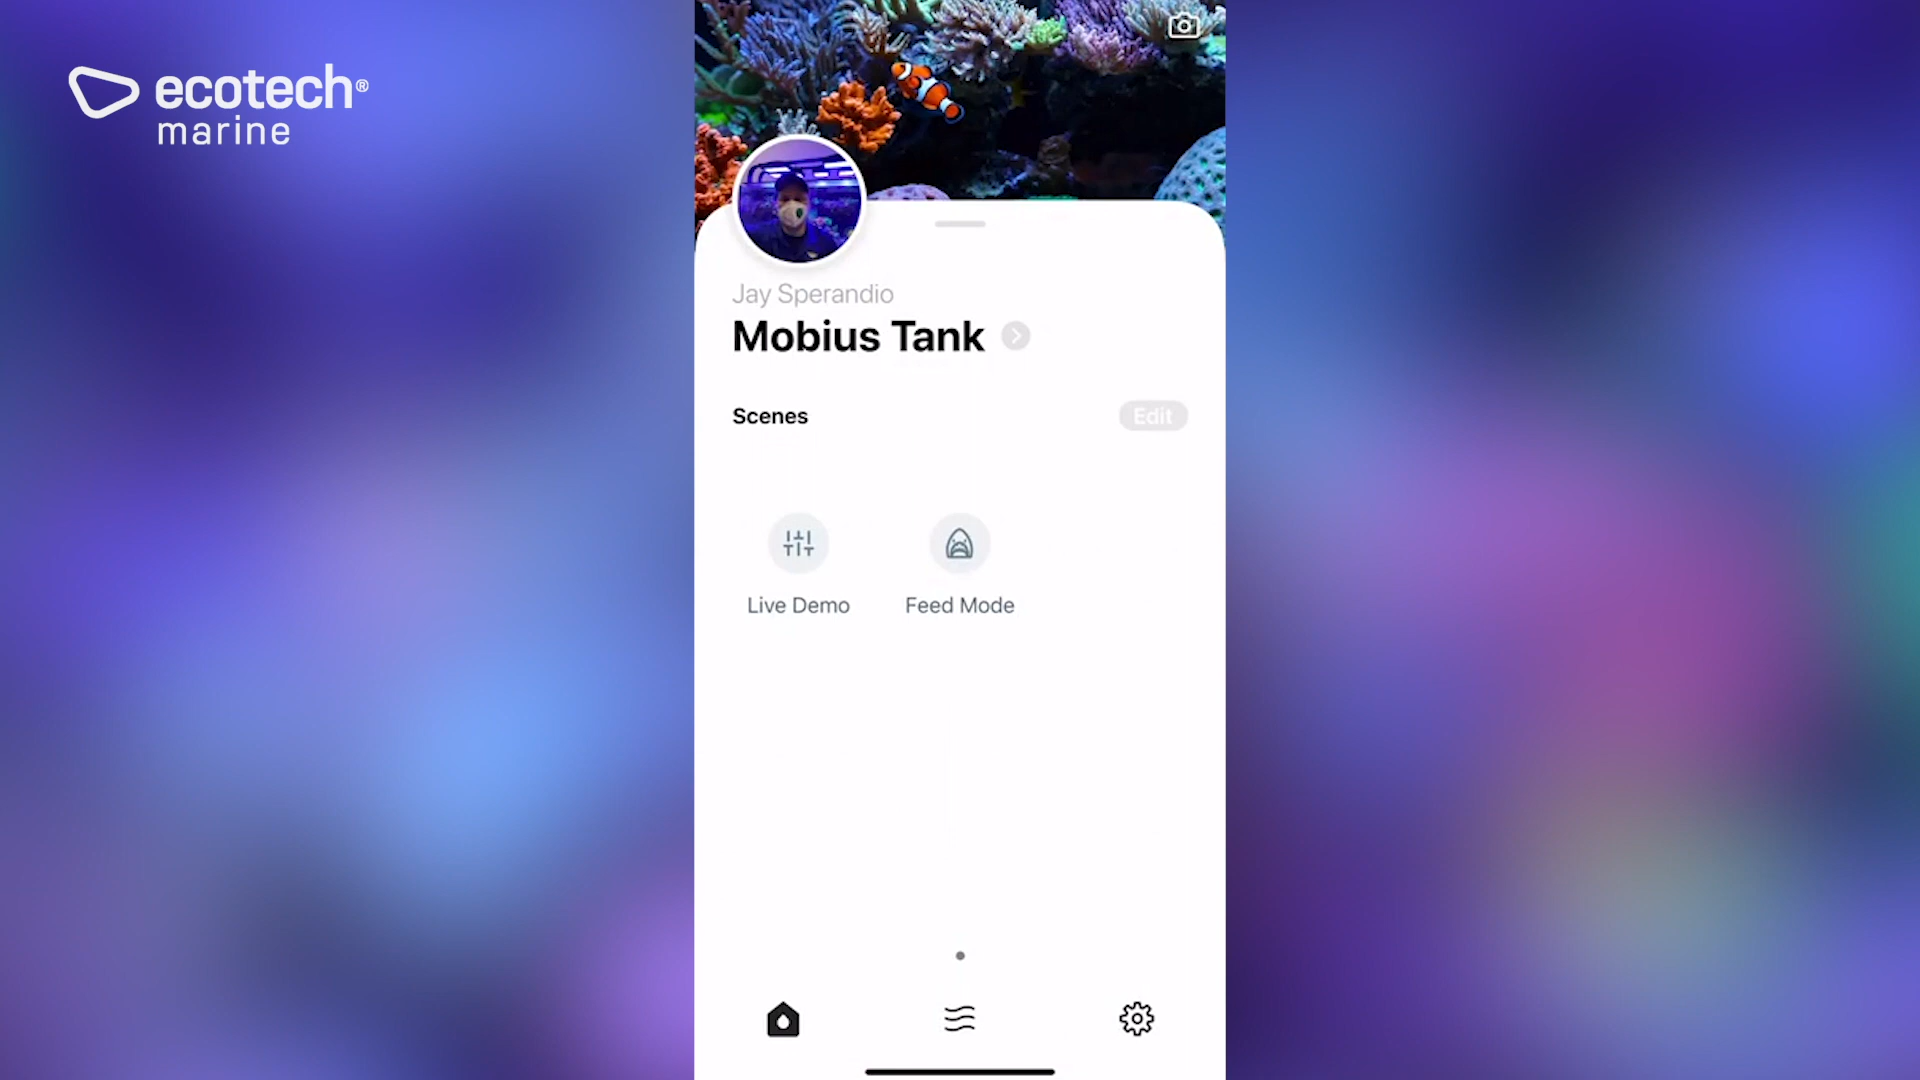 ecotech®
marine
Jay Sperandio
Mobius Tank
Scenes
Edit
Live Demo
Feed Mode